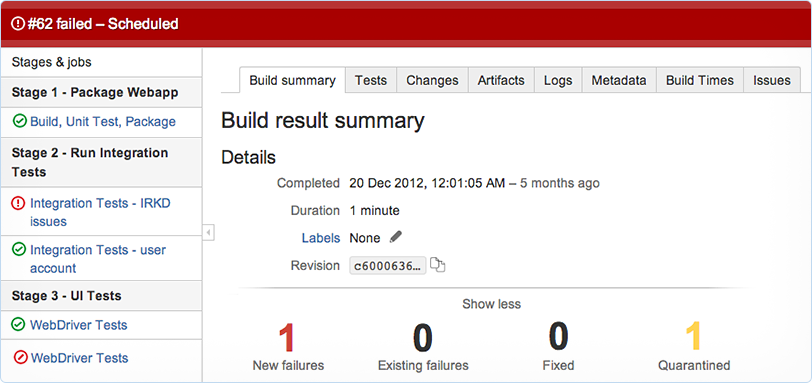 #62 failed – Scheduled
Stages & jobs
Stage 1 - Package Webapp
Build, Unit Test, Package
Stage 2 - Run Integration
Tests
Integration Tests - IRKD
issues
Integration Tests - user
account
Stage 3 - UI Tests
WebDriver Tests
WebDriver Tests
Build summary Tests Changes Artifacts Logs Metadata Build Times Issues
Build result summary
Details
Completed 20 Dec 2012, 12:01:05 AM – 5 months ago
Duration 1 minute
Labels None
Revision c6000636…
Show less
1 0 0 1
New failures Existing failures Fixed Quarantined